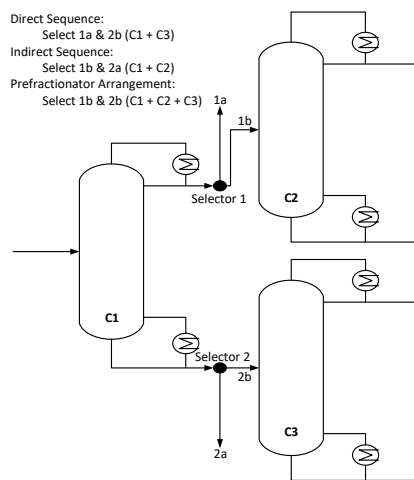 Direct Sequence:
Select 1a & 2b (C1 + C3)
Indirect Sequence:
Select 1b & 2a (C1 + C2)
Prefractionator Arrangement:
Select 1b & 2b (C1 + C2 + C3)
1a
1b
Selector 1
C2
C1
Selector 2
2b
2a
C3